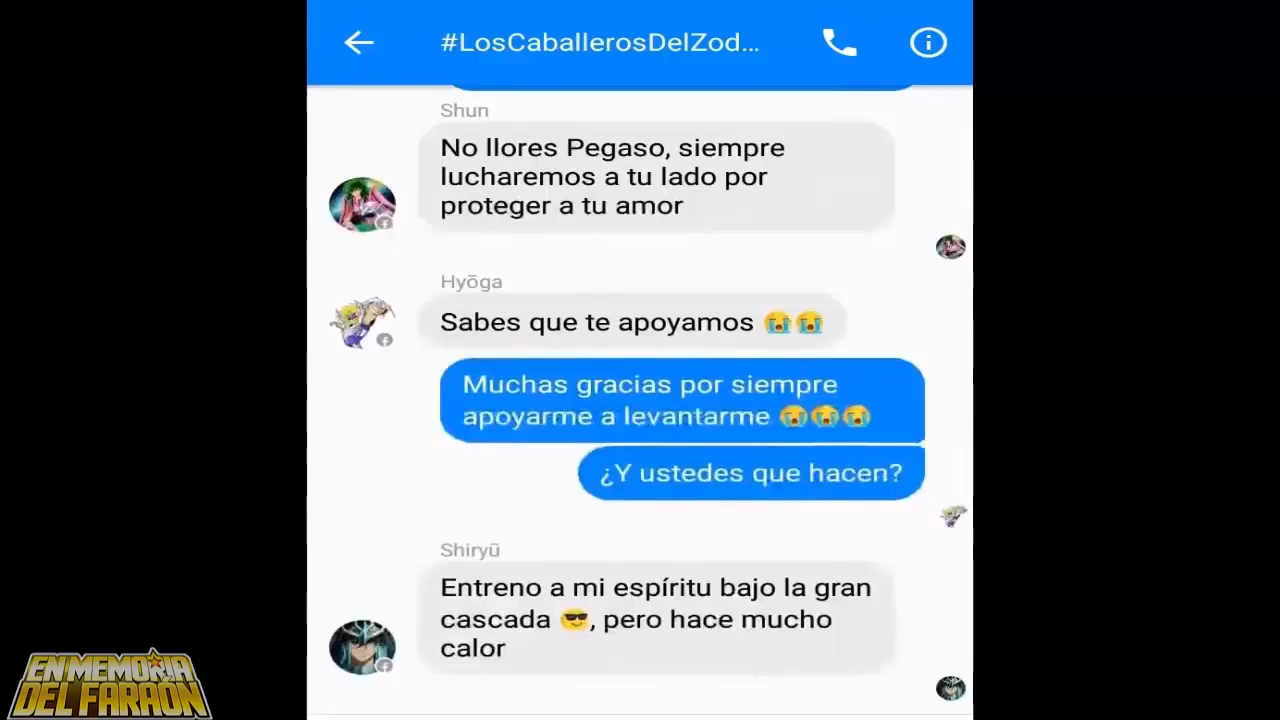 #LosCaballerosDelZod...
Shun
No llores Pegaso, siempre
lucharemos a tu lado por
proteger a tu amor
Hyōga
Sabes que te apoyamos 😭😭
Muchas gracias por siempre
apoyarme a levantarme 😭😭😭
¿Y ustedes que hacen?
Shiryū
Entreno a mi espíritu bajo la gran
cascada 😎, pero hace mucho
calor
EN MEMORIA
DEL FARAON